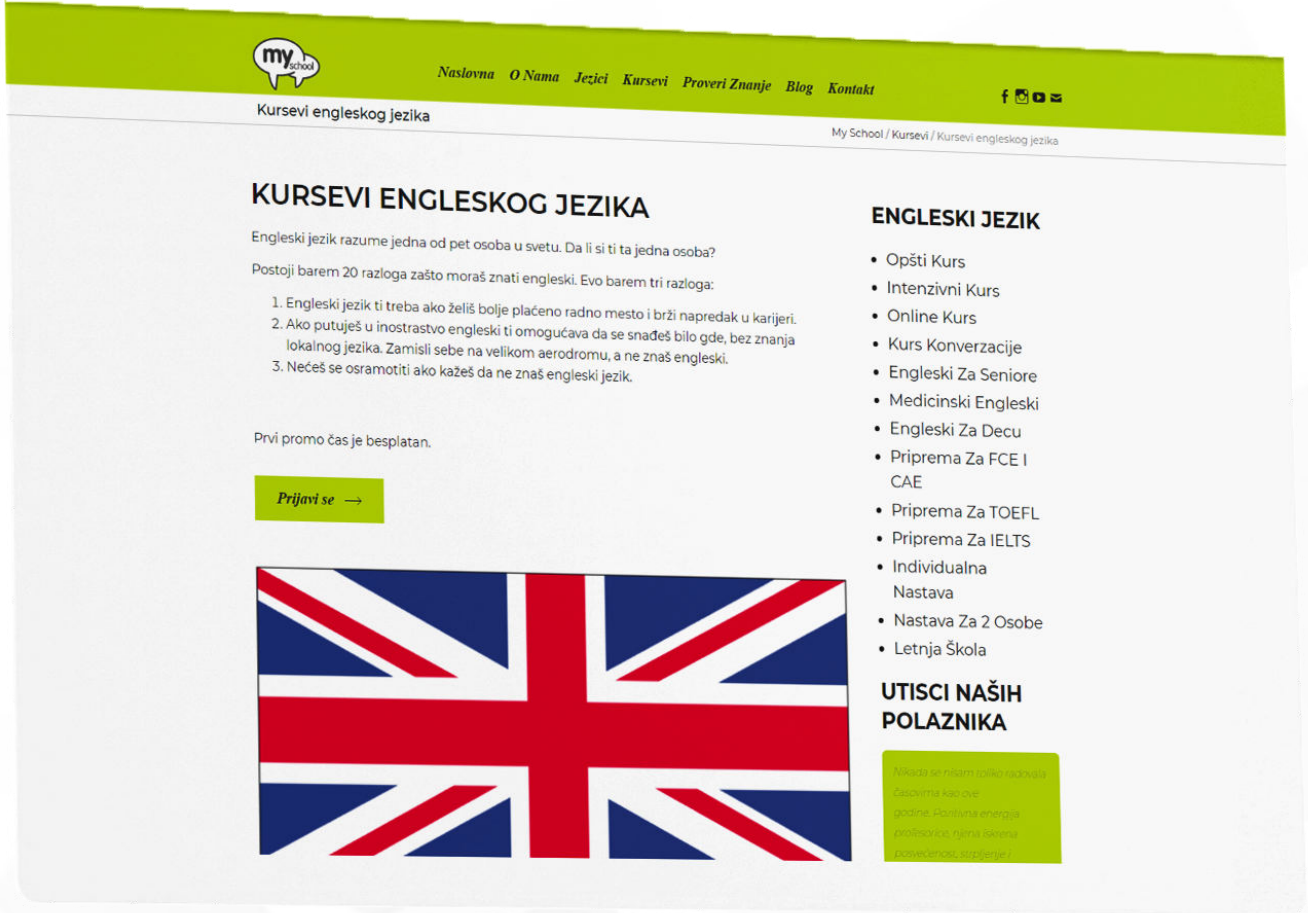 my
school
Naslovna O Nama Jezici Kursevi Proveri Znanje Blog Kontakt
Kursevi engleskog jezika
My School / Kursevi / Kursevi engleskog jezika
KURSEVI ENGLESKOG JEZIKA
Engleski jezik razume jedna od pet osoba u svetu. Da li si ti ta jedna osoba?
Postoji barem 20 razloga zašto moraš znati engleski. Evo barem tri razloga:
1. Engleski jezik ti treba ako želiš bolje plaćeno radno mesto i brži napredak u karijeri.
2. Ako putuješ u inostrastvo engleski ti omogućava da se snađeš bilo gde, bez znanja
lokalnog jezika. Zamisli sebe na velikom aerodromu, a ne znaš engleski.
3. Nećeš se osramotiti ako kažeš da ne znaš engleski jezik.
Prvi promo čas je besplatan.
Prijavi se →
ENGLESKI JEZIK
• Opšti Kurs
• Intenzivni Kurs
• Online Kurs
• Kurs Konverzacije
• Engleski Za Seniore
• Medicinski Engleski
• Engleski Za Decu
• Priprema Za FCE I
CAE
• Priprema Za TOEFL
• Priprema Za IELTS
• Individualna
Nastava
• Nastava Za 2 Osobe
• Letnja Škola
UTISCI NAŠIH
POLAZNIKA
Nikada se nisam toliko radovala
časovima kao ove
godine. Pozitivna energija
profesorice, njena iskrena
posvećenost, strpljenje i